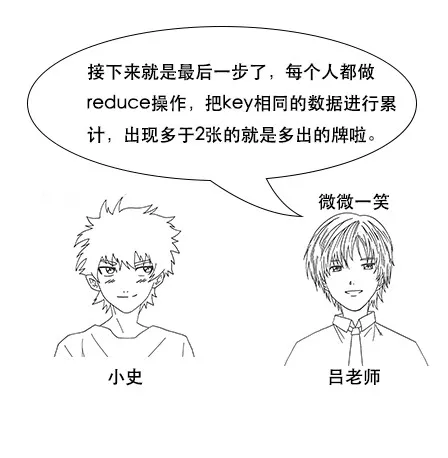 接下来就是最后一步了，每个人都做
reduce操作，把key相同的数据进行累
计，出现多于2张的就是多出的牌啦。
微微一笑
小史
吕老师